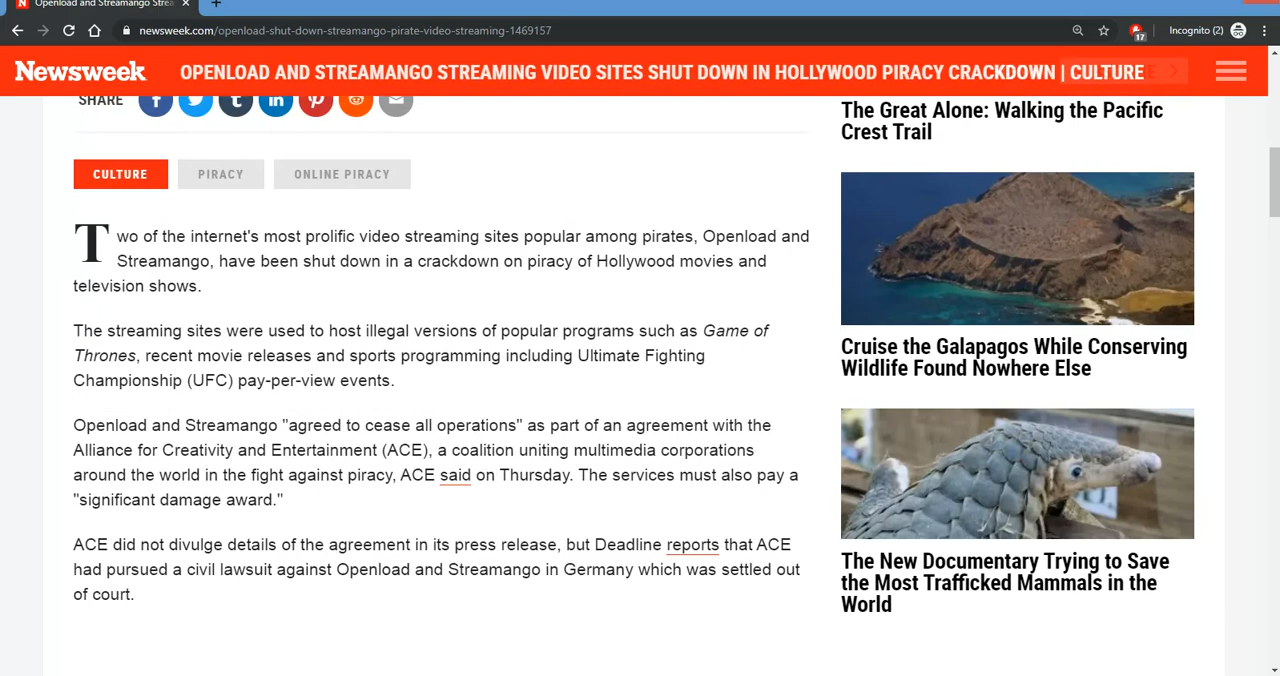 Openload and Streamango Strea
newsweek.com/openload-shut-down-streamango-pirate-video-streaming-1469157
17
Incognito (2)
Newsweek
OPENLOAD AND STREAMANGO STREAMING VIDEO SITES SHUT DOWN IN HOLLYWOOD PIRACY CRACKDOWN | CULTURE
SHARE
CULTURE
PIRACY
ONLINE PIRACY
Two of the internet's most prolific video streaming sites popular among pirates, Openload and
Streamango, have been shut down in a crackdown on piracy of Hollywood movies and
television shows.
The streaming sites were used to host illegal versions of popular programs such as Game of
Thrones, recent movie releases and sports programming including Ultimate Fighting
Championship (UFC) pay-per-view events.
Openload and Streamango "agreed to cease all operations" as part of an agreement with the
Alliance for Creativity and Entertainment (ACE), a coalition uniting multimedia corporations
around the world in the fight against piracy, ACE said on Thursday. The services must also pay a
"significant damage award."
ACE did not divulge details of the agreement in its press release, but Deadline reports that ACE
had pursued a civil lawsuit against Openload and Streamango in Germany which was settled out
of court.
The Great Alone: Walking the Pacific
Crest Trail
Cruise the Galapagos While Conserving
Wildlife Found Nowhere Else
The New Documentary Trying to Save
the Most Trafficked Mammals in the
World